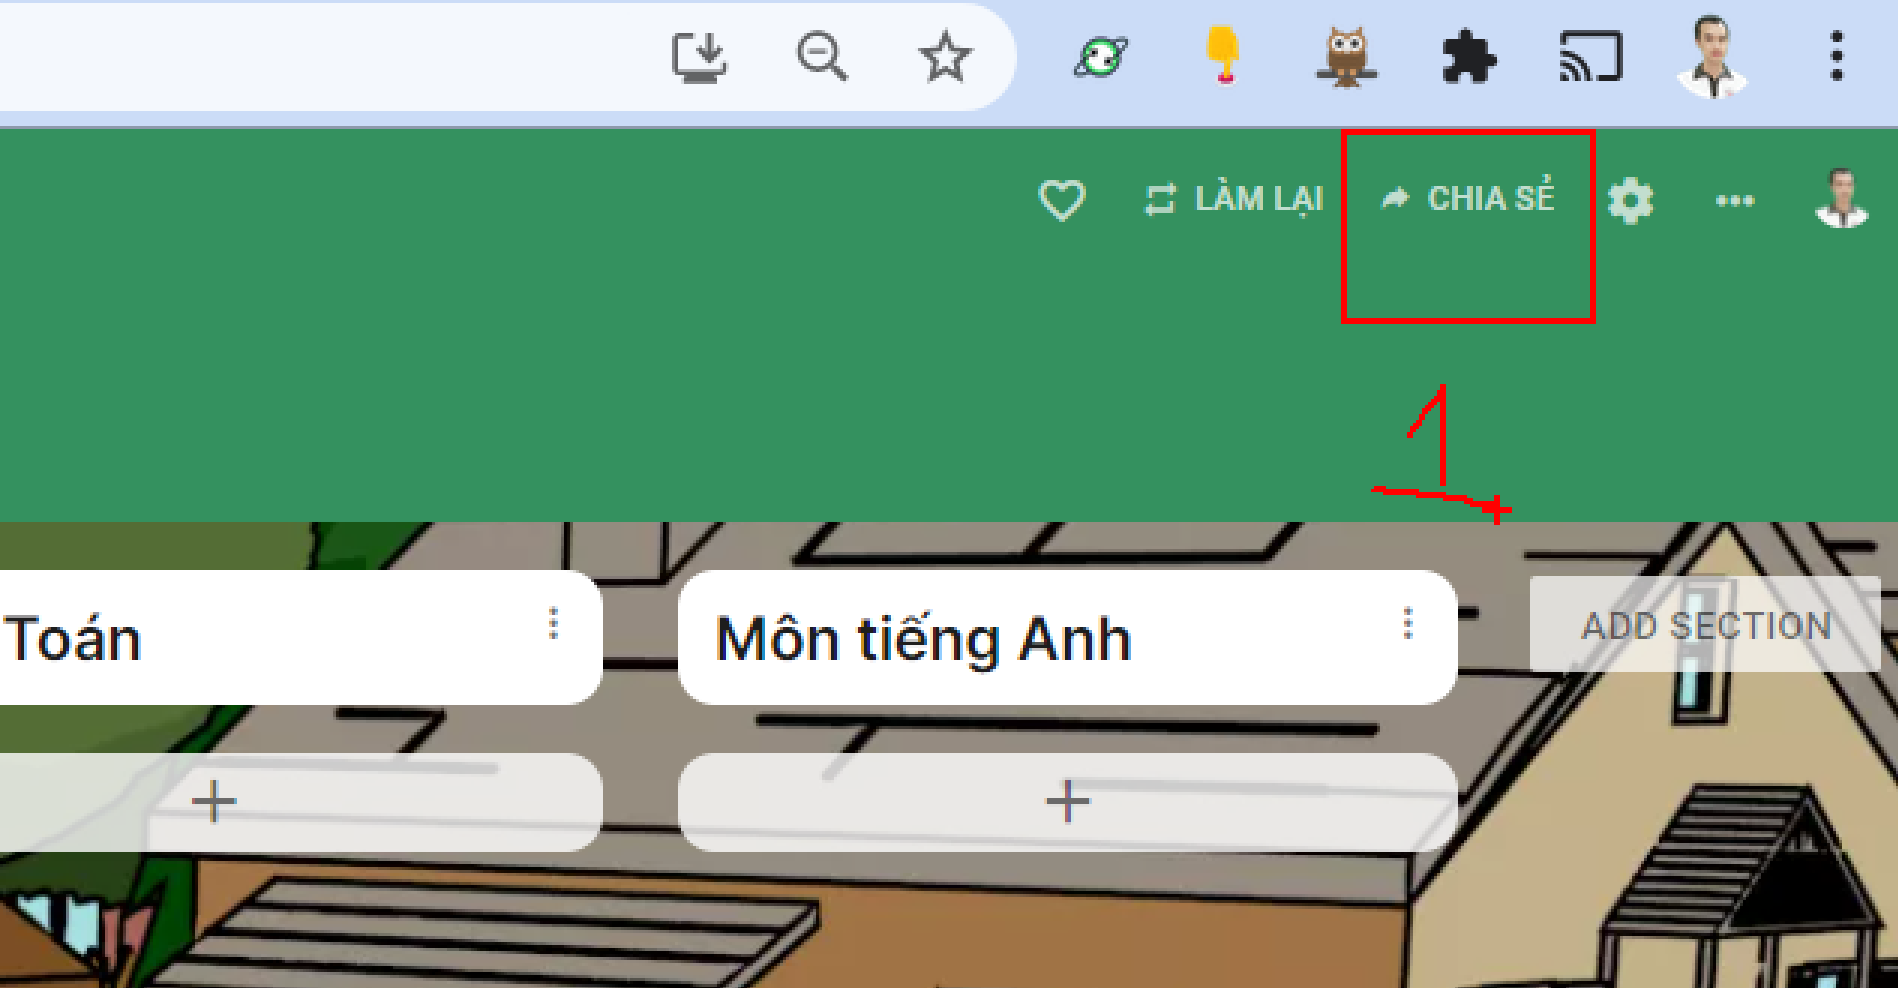 LÀM LẠI
CHIA SẺ
1
Toán
Môn tiếng Anh
ADD SECTION